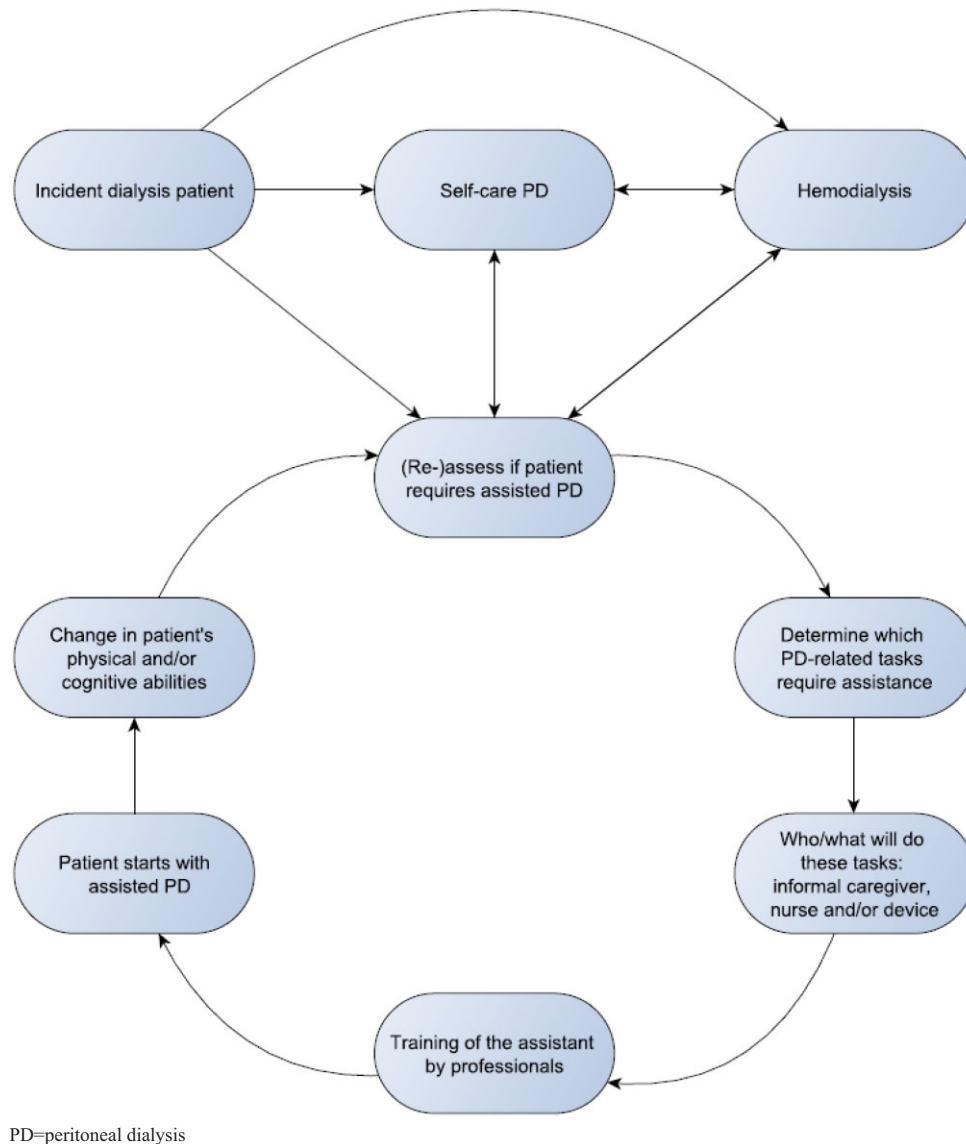 Incident dialysis patient
Self-care PD
Hemodialysis
(Re-)assess if patient
requires assisted PD
Change in patient's
physical and/or
cognitive abilities
Determine which
PD-related tasks
require assistance
Patient starts with
assisted PD
Who/what will do
these tasks:
informal caregiver,
nurse and/or device
Training of the assistant
by professionals
PD=peritoneal dialysis